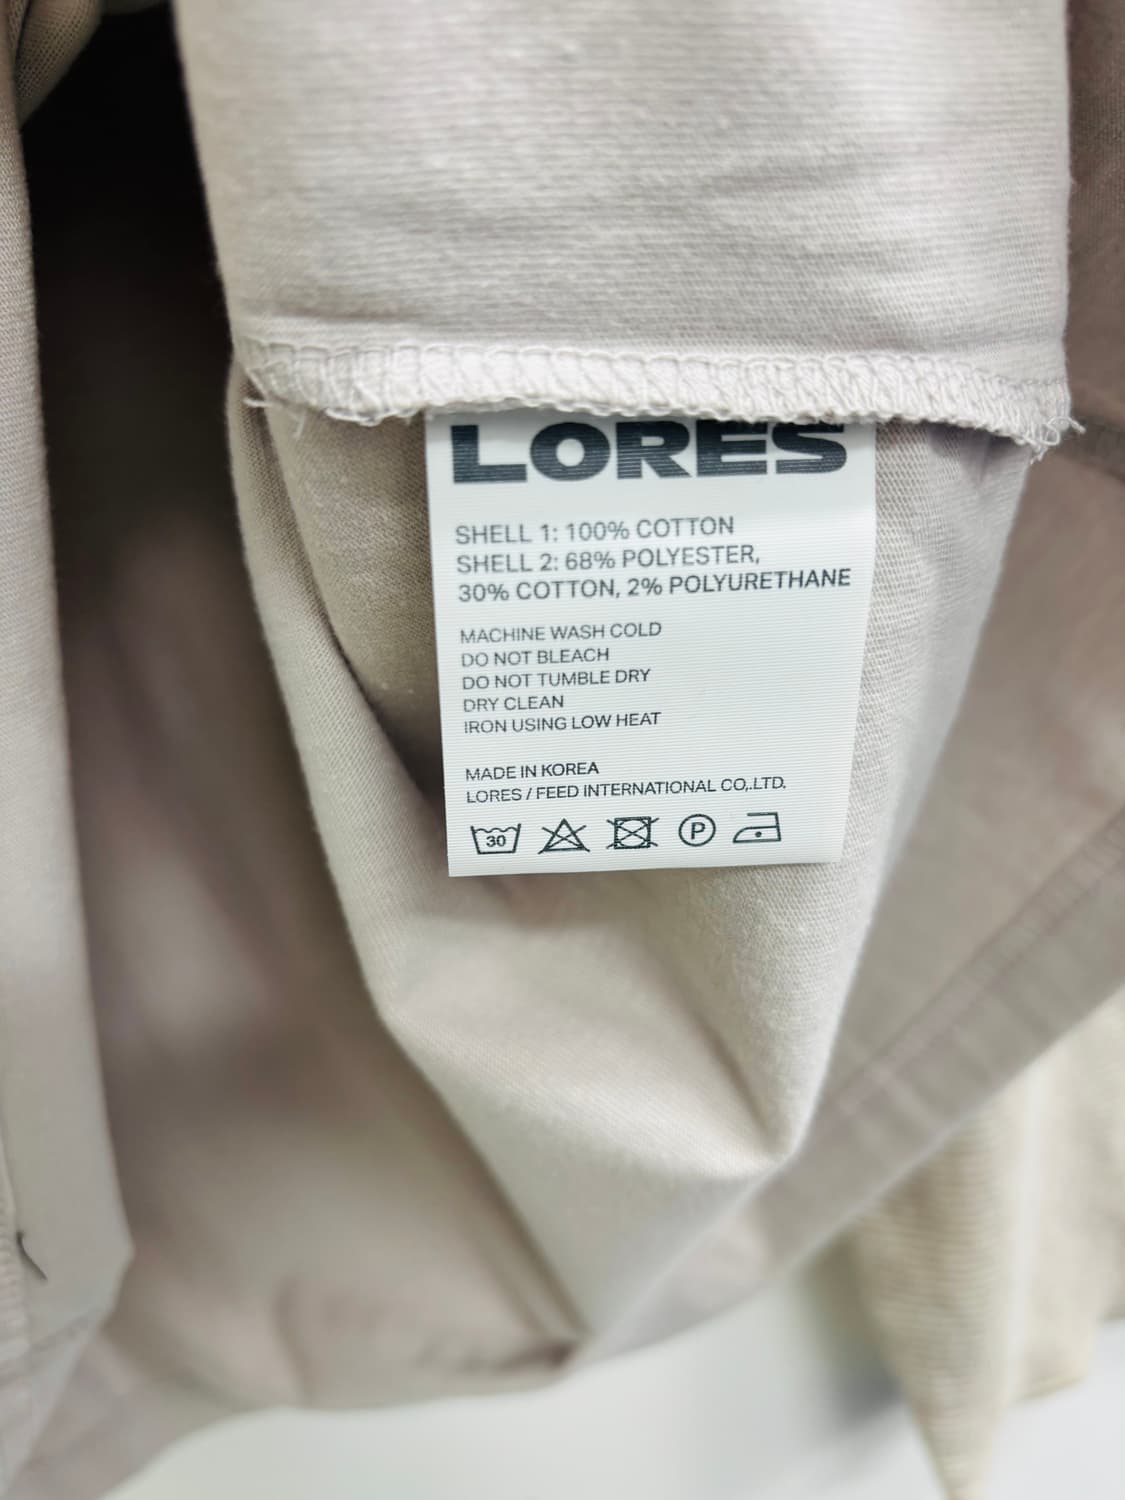 LORES
SHELL 1: 100% COTTON
SHELL 2: 68% POLYESTER,
30% COTTON, 2% POLYURETHANE
MACHINE WASH COLD
DO NOT BLEACH
DO NOT TUMBLE DRY
DRY CLEAN
IRON USING LOW HEAT
MADE IN KOREA
LORES / FEED INTERNATIONAL CO,.LTD.
30 P